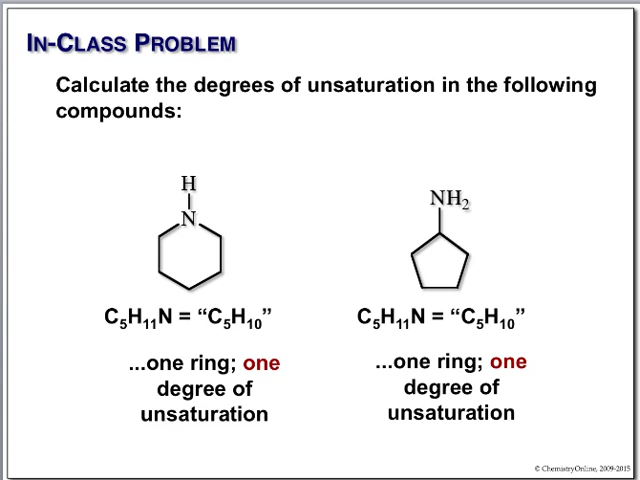 IN-CLASS PROBLEM
Calculate the degrees of unsaturation in the following
compounds:
H
N
NH₂
C₅H₁₁N = “C₅H₁₀”
C₅H₁₁N = “C₅H₁₀”
...one ring; one
degree of
unsaturation
...one ring; one
degree of
unsaturation
© ChemistryOnline, 2009-2015